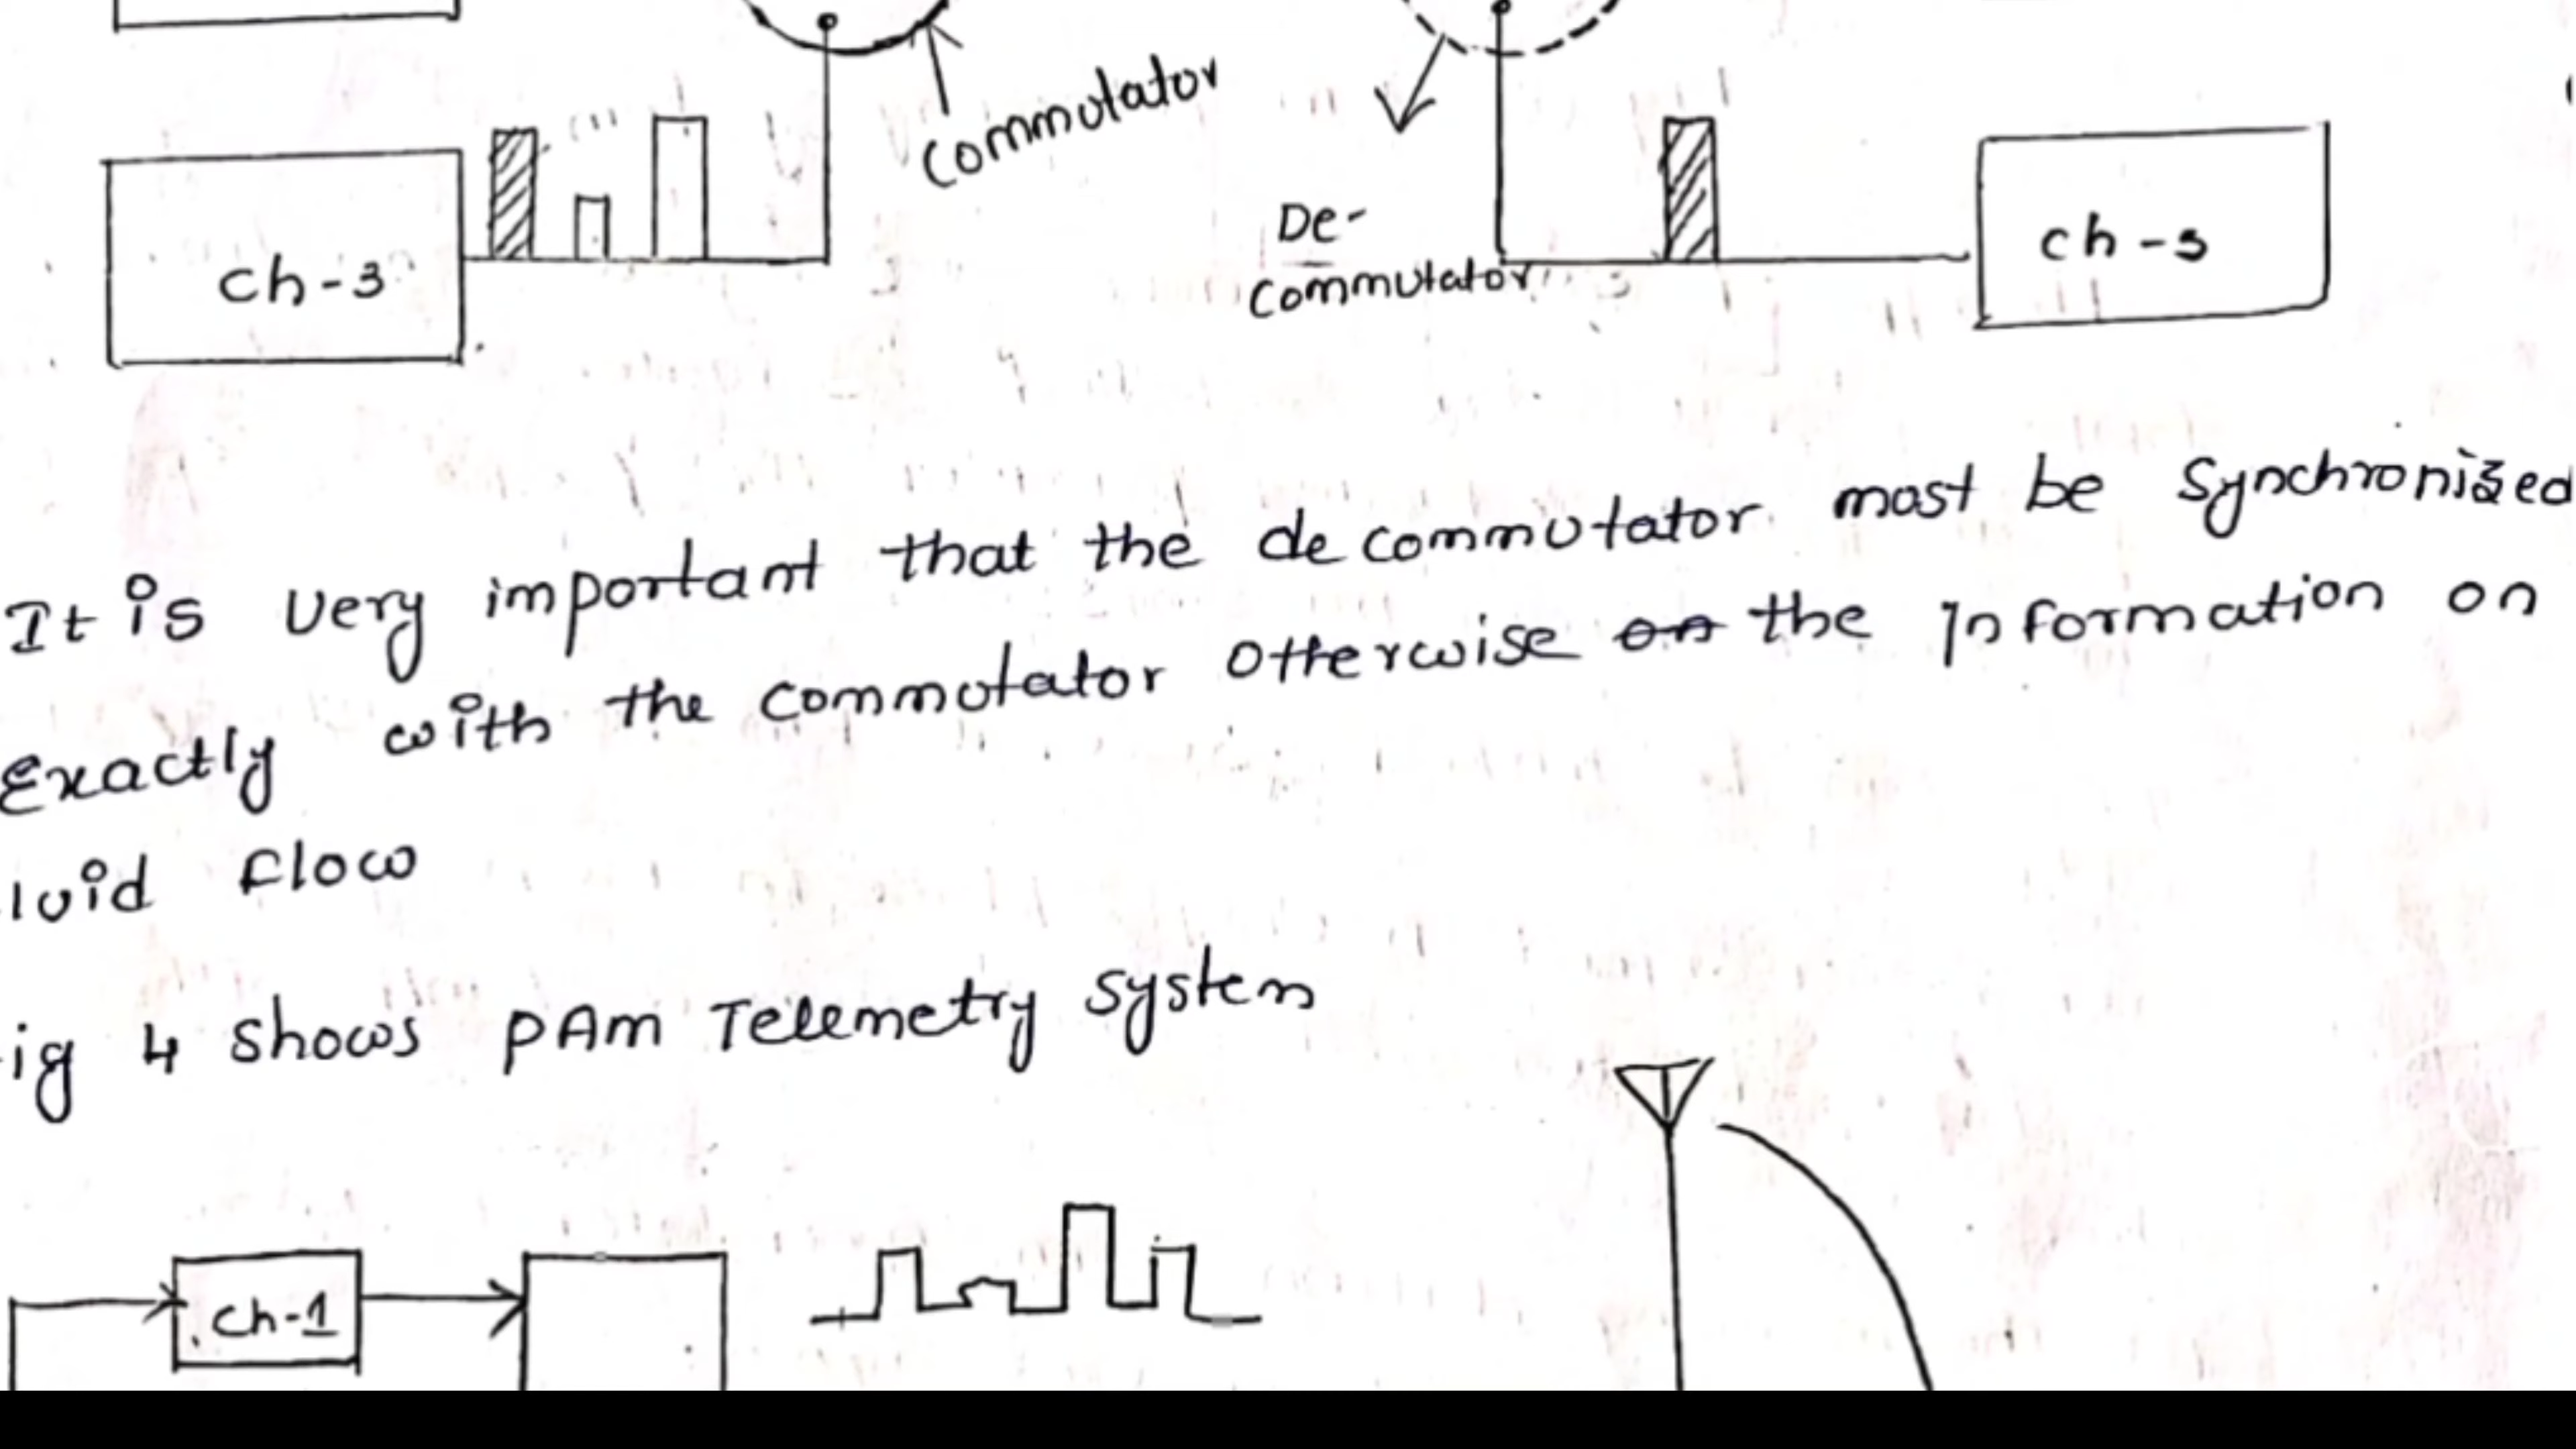 Commutator
De-
Commutator
Ch-3
Ch-3
It is very important that the decommutator must be Synchronized
Exactly with the commutator otherwise on the Information on
luid flow
ig 4 shows PAM Telemetry system
Ch-1